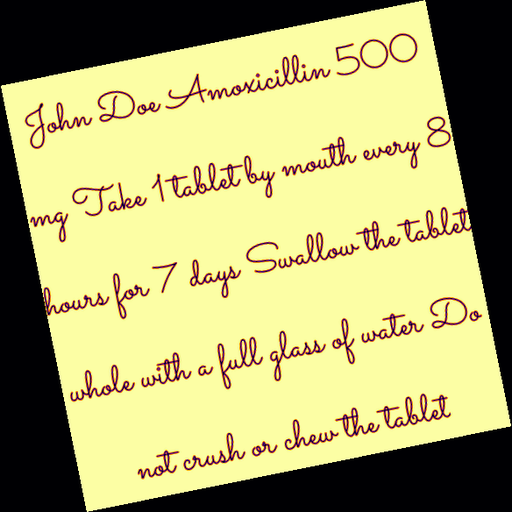 John Doe Amoxicillin 500
mg Take 1 tablet by mouth every 8
hours for 7 days Swallow the tablet
whole with a full glass of water Do
not crush or chew the tablet